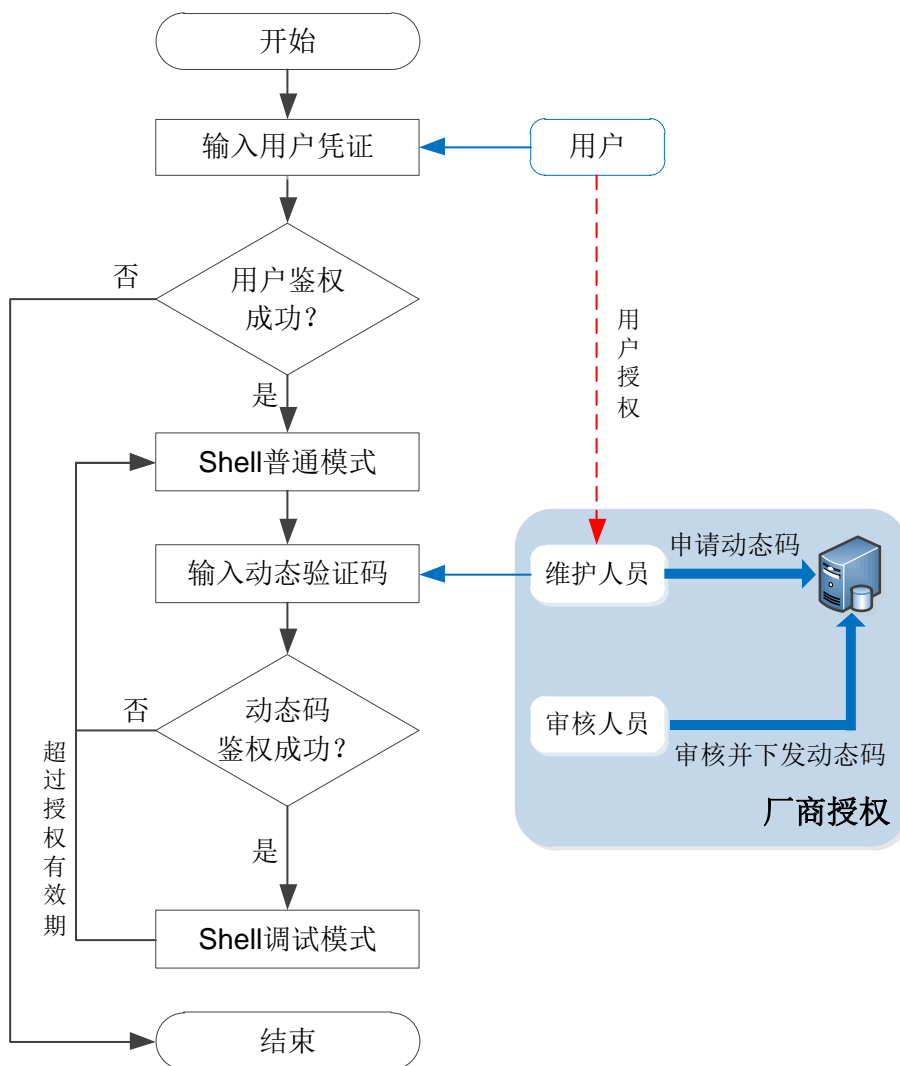 开始
输入用户凭证
用户
否
用户鉴权
成功?
用户授权
是
Shell普通模式
输入动态验证码
维护人员
申请动态码
否
动态码
鉴权成功?
审核人员
审核并下发动态码
厂商授权
超过授权有效期
是
Shell调试模式
结束